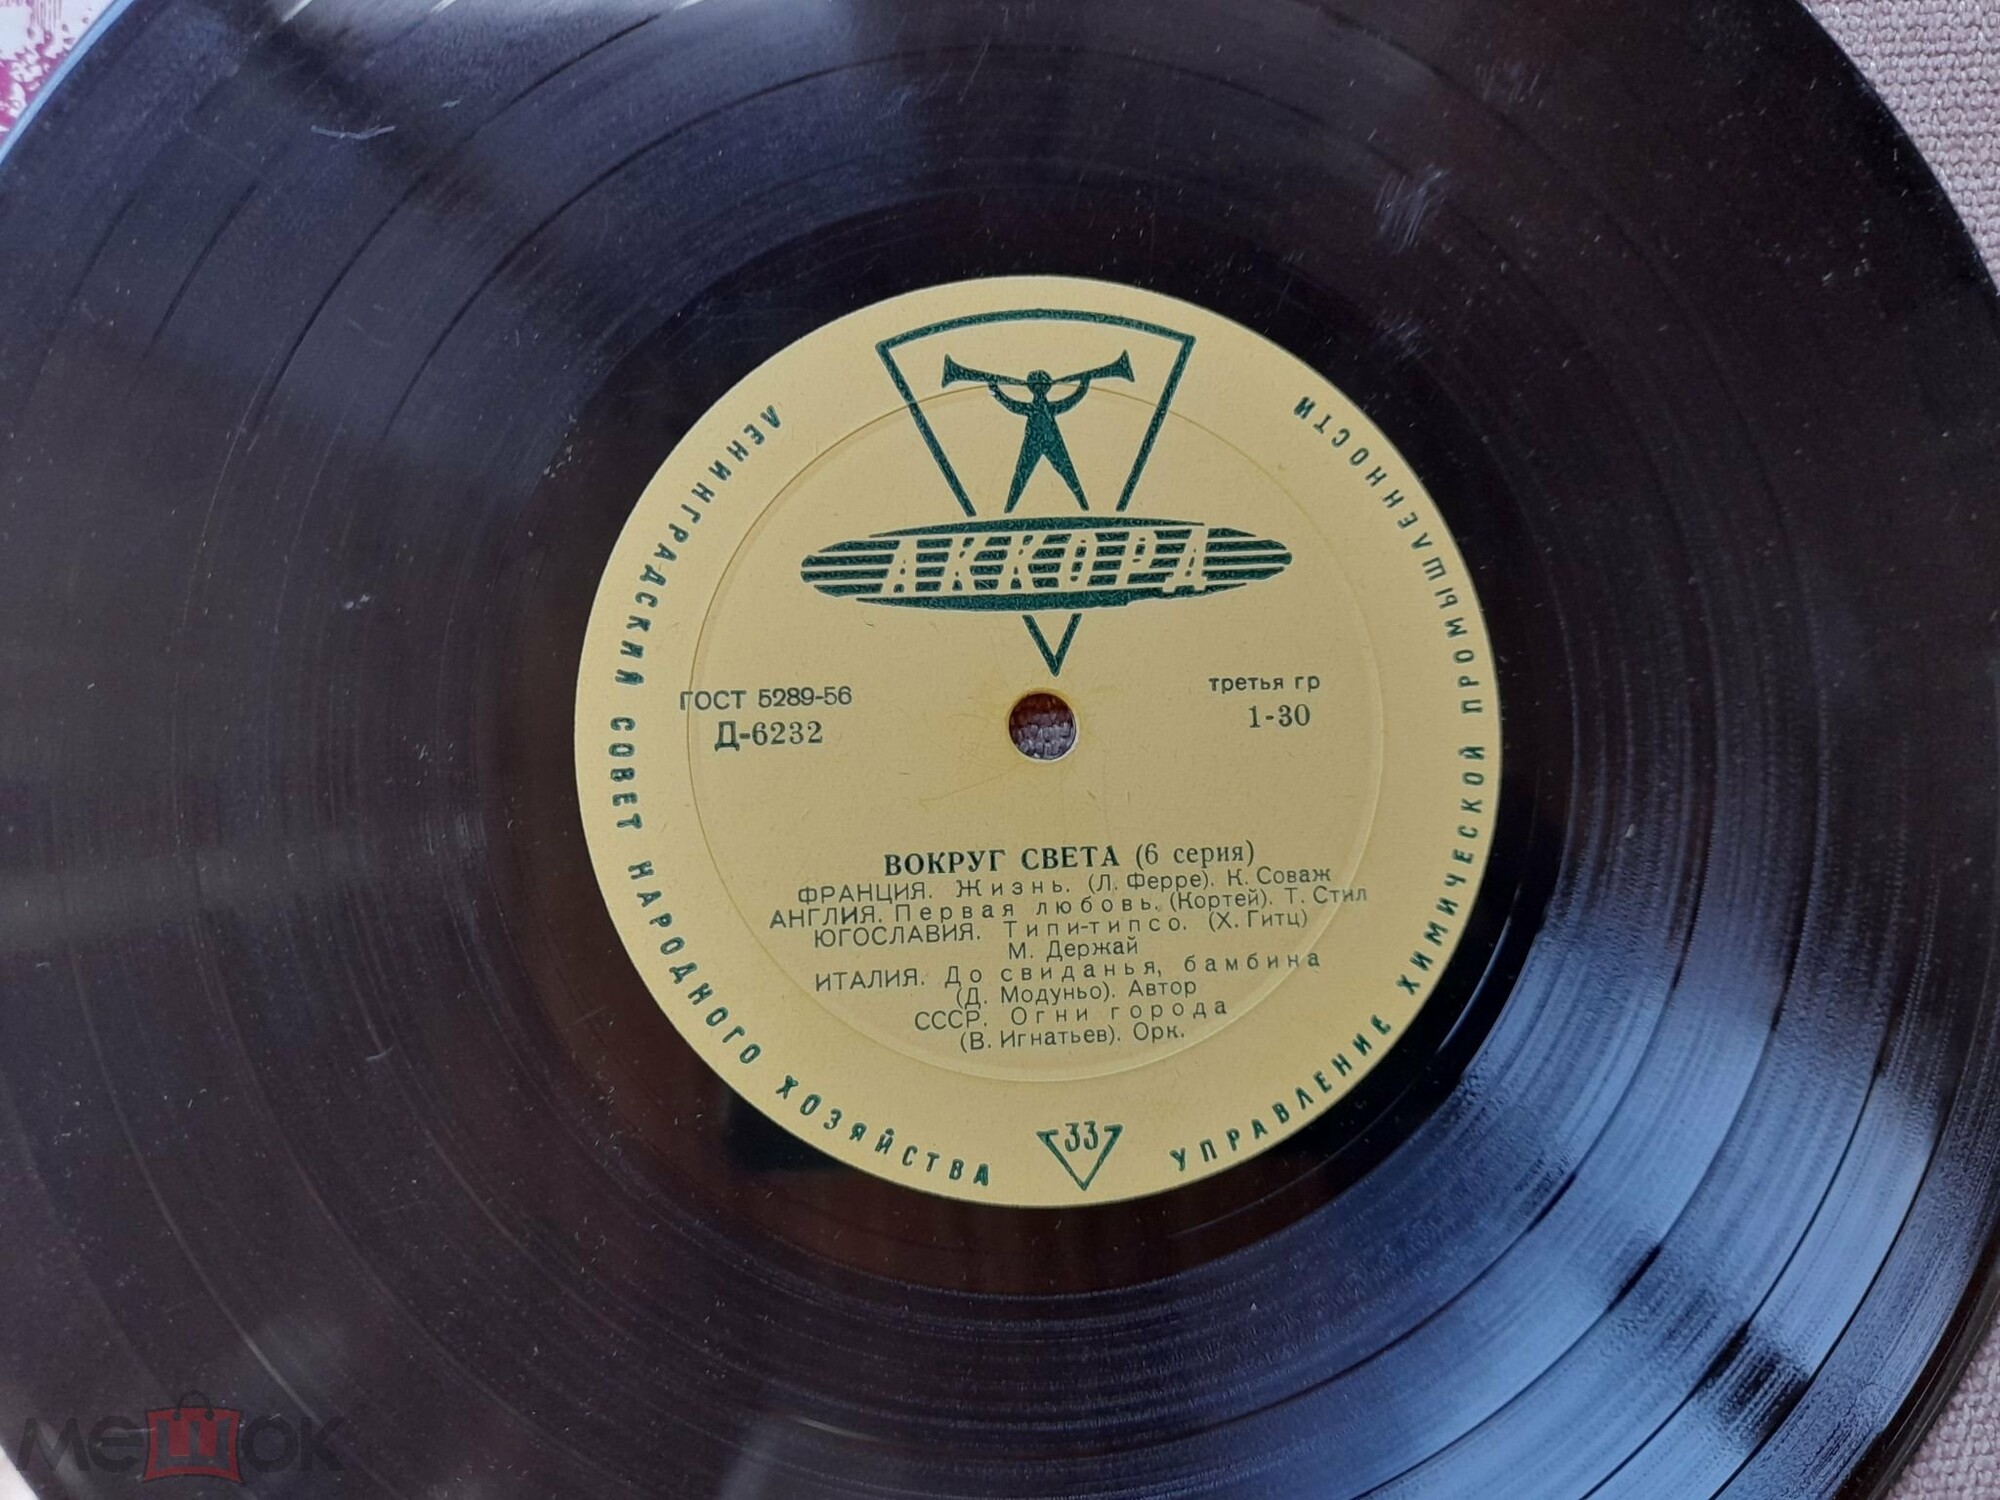 АККОРД
ЛЕНИНГРАДСКИЙ СОВЕТ НАРОДНОГО ХОЗЯЙСТВА
УПРАВЛЕНИЕ ХИМИЧЕСКОЙ ПРОМЫШЛЕННОСТИ
ГОСТ 5289-56
Д-6232
третья гр
1-30
ВОКРУГ СВЕТА (6 серия)
ФРАНЦИЯ. Жизнь. (Л. Ферре). К. Соваж
АНГЛИЯ. Первая любовь. (Кортей). Т. Стил
ЮГОСЛАВИЯ. Типи-типсо. (Х. Гитц)
М. Держай
ИТАЛИЯ. До свиданья, бамбина
(Д. Модуньо). Автор
СССР. Огни города
(В. Игнатьев). Орк.
33
мешок